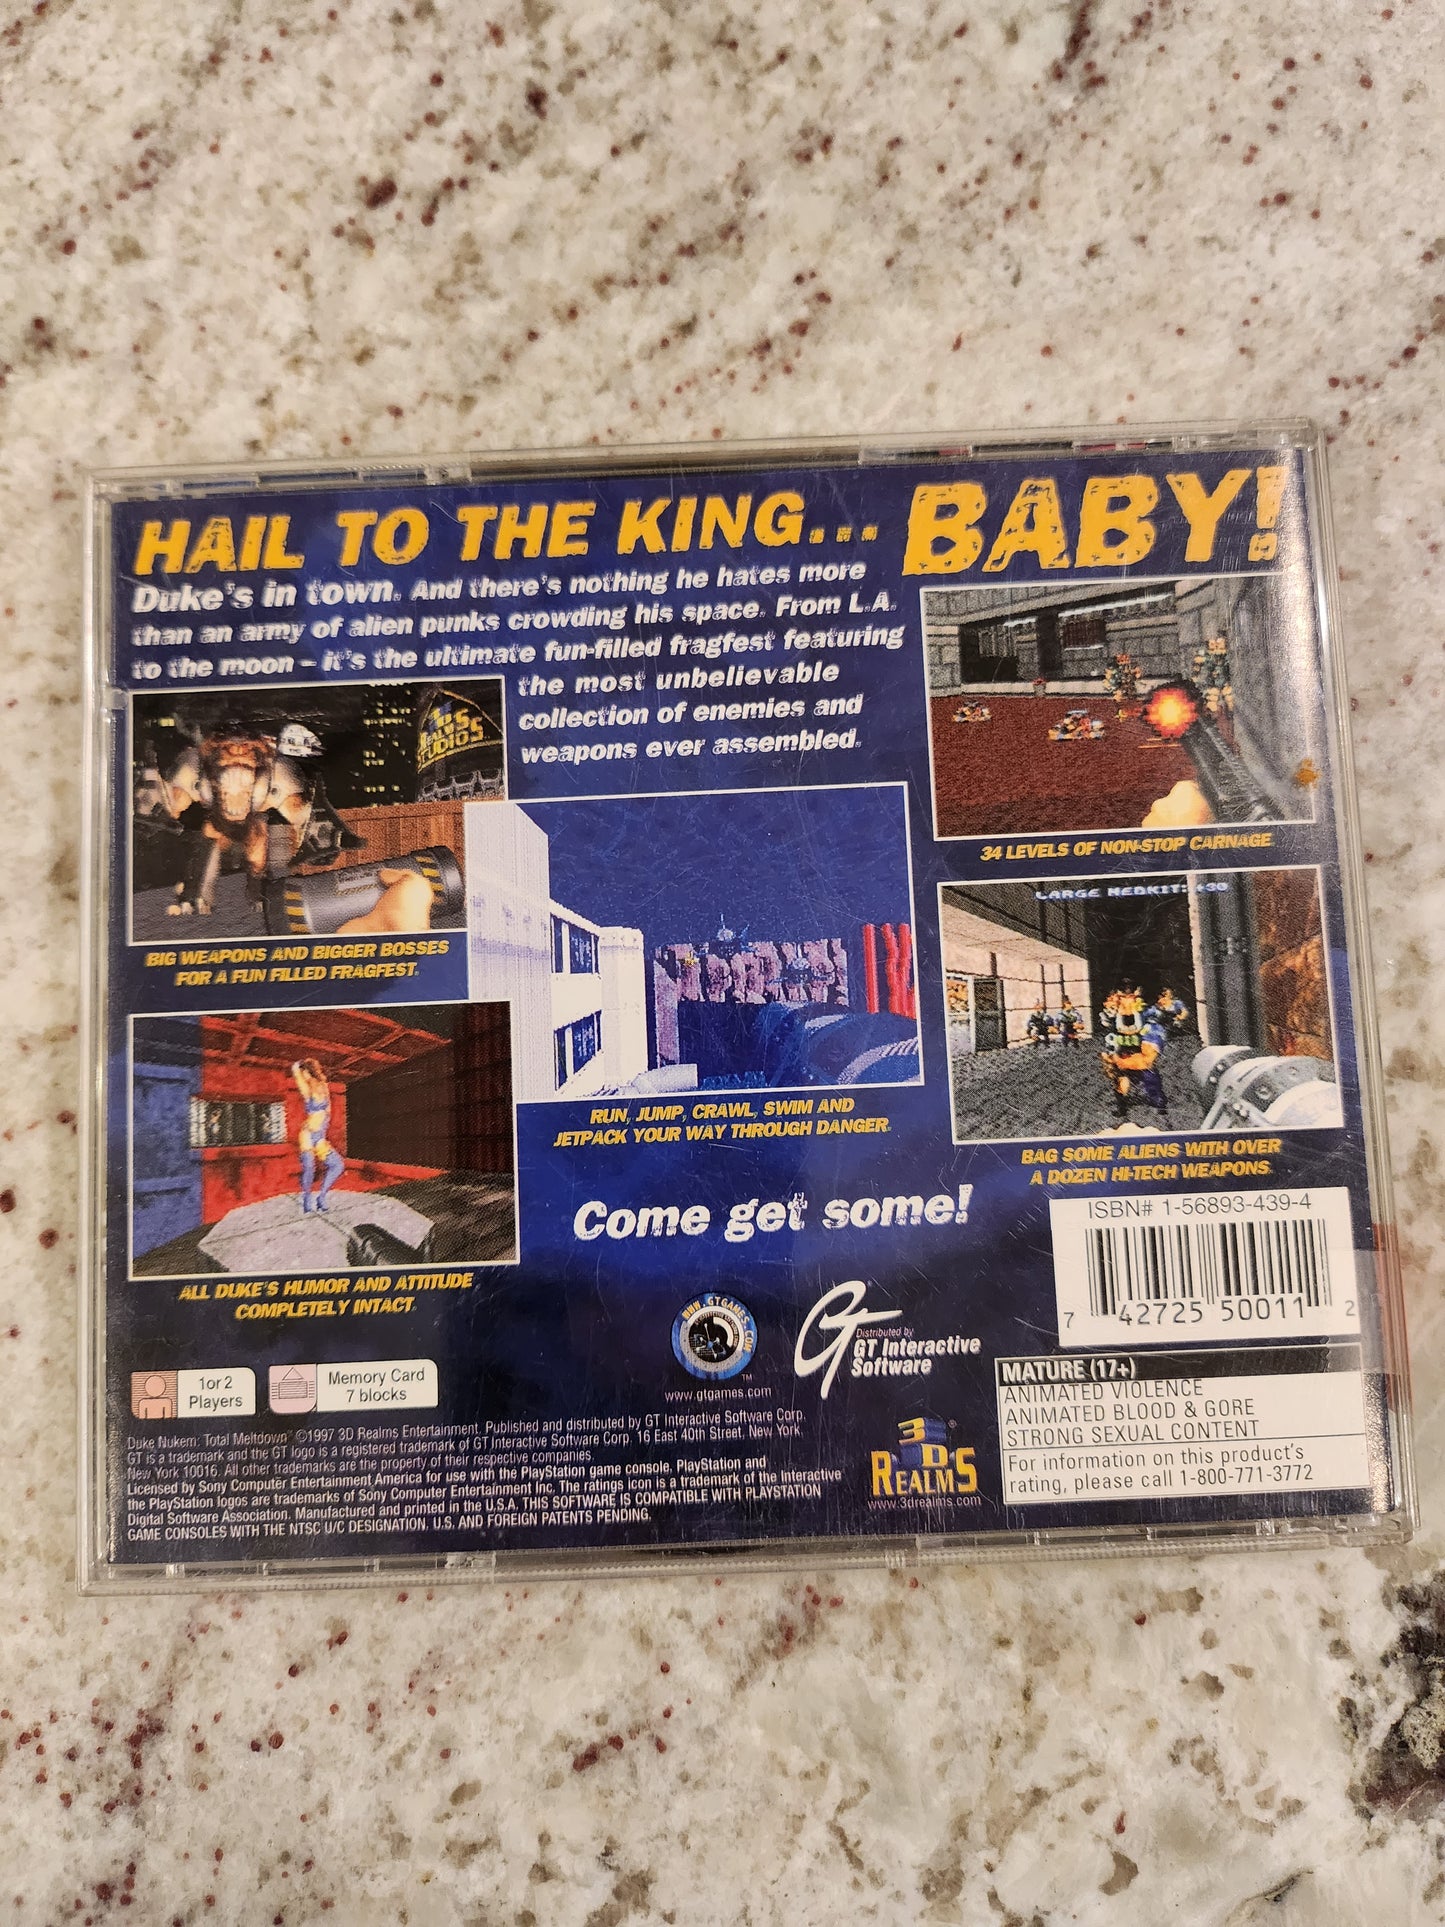 HAIL TO THE KING... BABY!
Duke's in town. And there's nothing he hates more
than an army of alien punks crowding his space. From L.A.
to the moon – it's the ultimate fun-filled fragfest featuring
the most unbelievable
collection of enemies and
weapons ever assembled.
3D
REALMS
STUDIOS
BIG WEAPONS AND BIGGER BOSSES
FOR A FUN FILLED FRAGFEST.
34 LEVELS OF NON-STOP CARNAGE
LARGE MEDKIT: +30
RUN, JUMP, CRAWL, SWIM AND
JETPACK YOUR WAY THROUGH DANGER.
BAG SOME ALIENS WITH OVER
A DOZEN HI-TECH WEAPONS.
ALL DUKE'S HUMOR AND ATTITUDE
COMPLETELY INTACT.
Come get some!
ISBN# 1-56893-439-4
7 42725 50011 2
WWW.GTGAMES.COM
TM
www.gtgames.com
GT
Distributed by
GT Interactive
Software
1 or 2
Players
Memory Card
7 blocks
MATURE (17+)
ANIMATED VIOLENCE
ANIMATED BLOOD & GORE
STRONG SEXUAL CONTENT
For information on this product's
rating, please call 1-800-771-3772
Duke Nukem: Total Meltdown™ ©1997 3D Realms Entertainment. Published and distributed by GT Interactive Software Corp.
GT is a trademark and the GT logo is a registered trademark of GT Interactive Software Corp. 16 East 40th Street, New York,
New York 10016. All other trademarks are the property of their respective companies.
Licensed by Sony Computer Entertainment America for use with the PlayStation game console. PlayStation and
the PlayStation logos are trademarks of Sony Computer Entertainment Inc. The ratings icon is a trademark of the Interactive
Digital Software Association. Manufactured and printed in the U.S.A. THIS SOFTWARE IS COMPATIBLE WITH PLAYSTATION
GAME CONSOLES WITH THE NTSC U/C DESIGNATION. U.S. AND FOREIGN PATENTS PENDING.
3D
REALMS®
www.3drealms.com